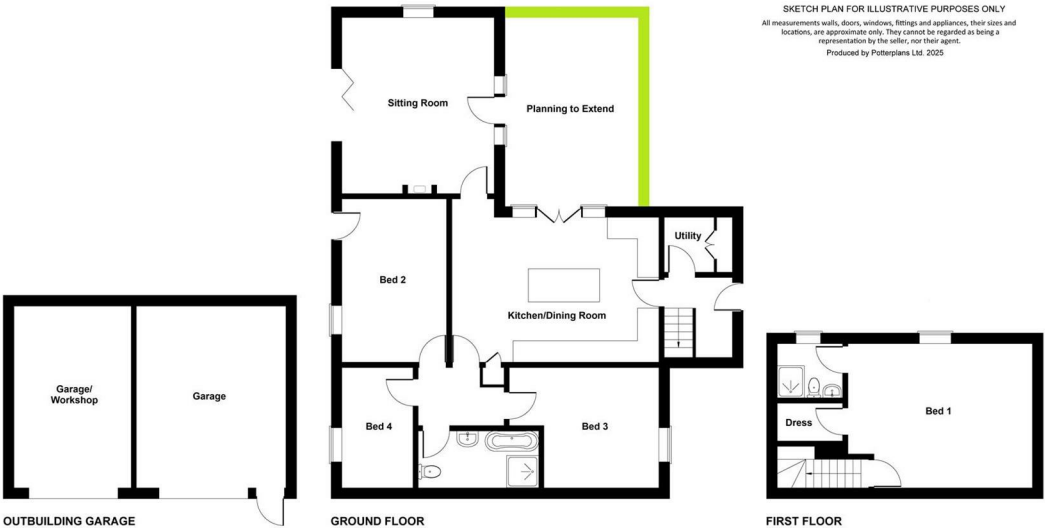 SKETCH PLAN FOR ILLUSTRATIVE PURPOSES ONLY
All measurements walls, doors, windows, fittings and appliances, their sizes and
locations, are approximate only. They cannot be regarded as being a
representation by the seller, nor their agent.
Produced by Potterplans Ltd. 2025
Sitting Room
Planning to Extend
Utility
Bed 2
Kitchen/Dining Room
Garage/
Workshop
Garage
Bed 4
Bed 3
Dress
Bed 1
OUTBUILDING GARAGE
GROUND FLOOR
FIRST FLOOR